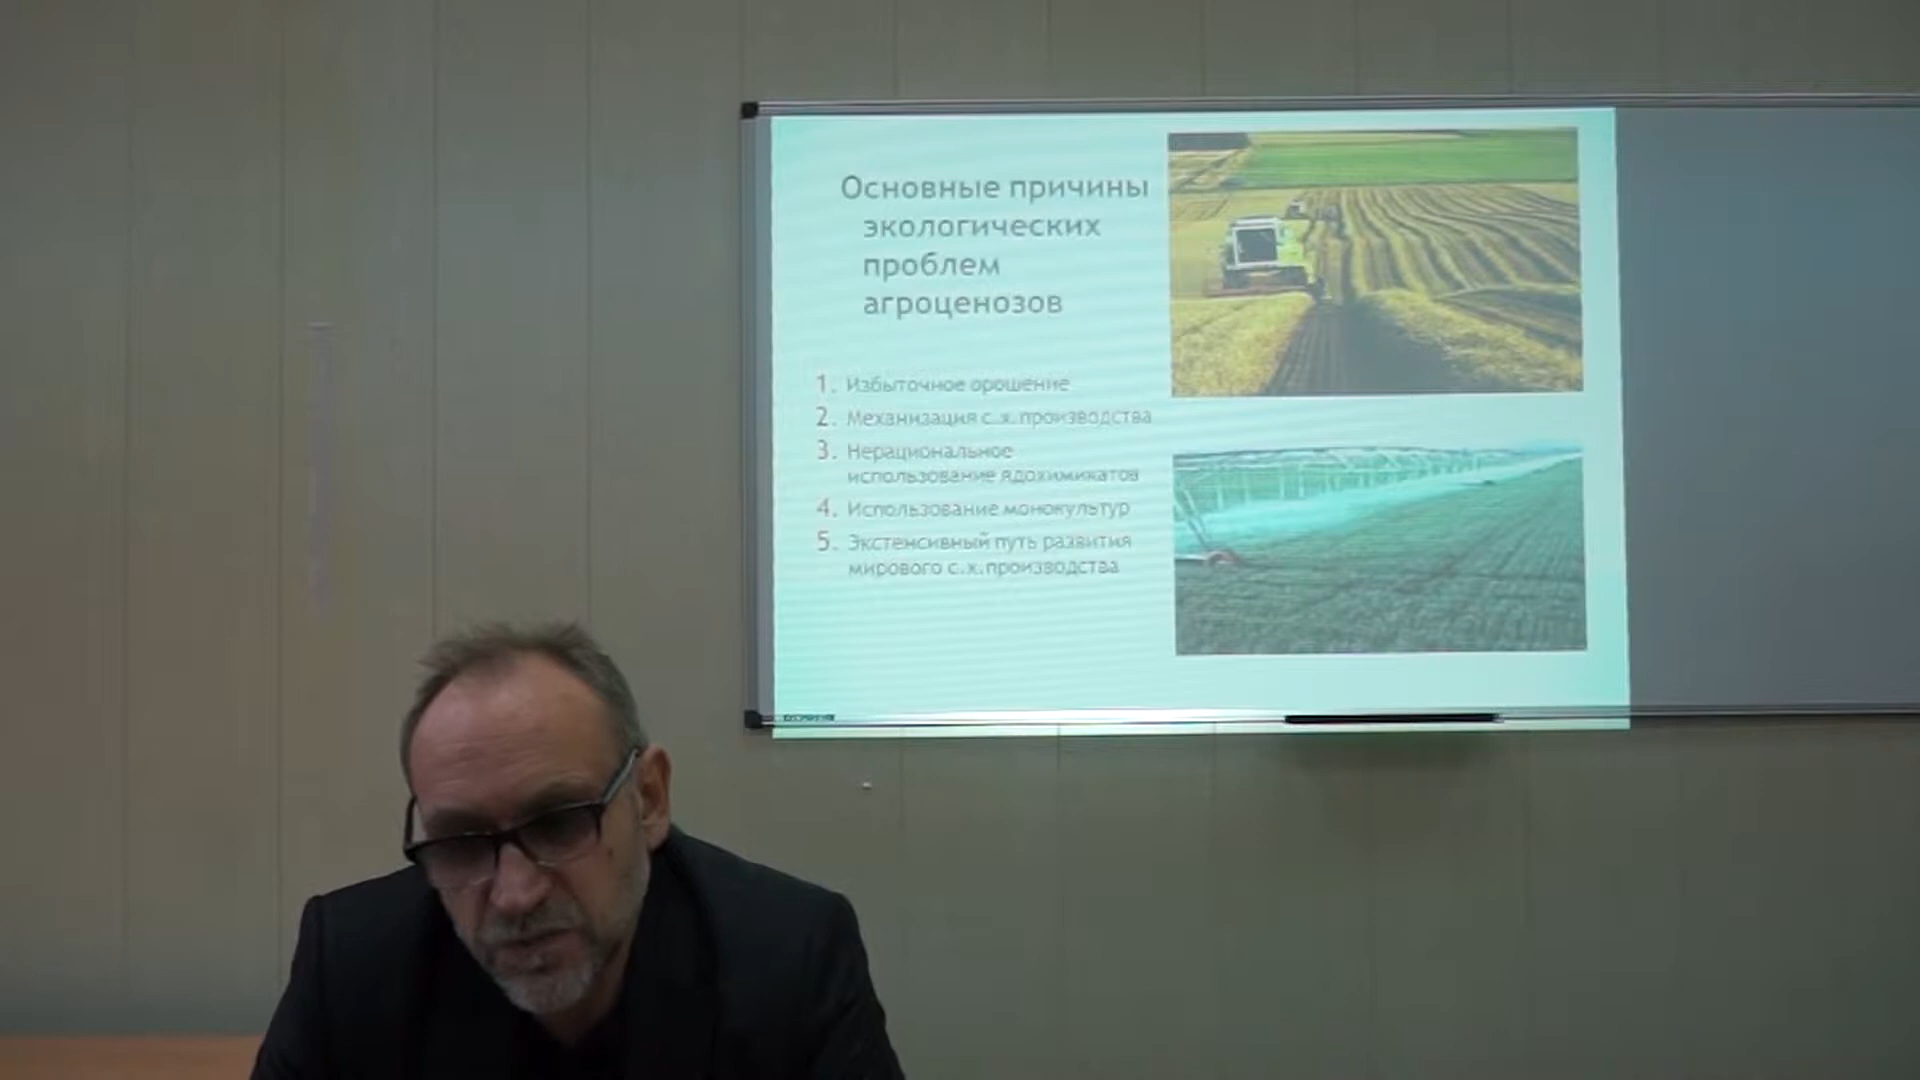 Основные причины
экологических
проблем
агроценозов
1. Избыточное орошение
2. Механизация с.х. производства
3. Нерациональное
использование ядохимикатов
4. Использование монокультур
5. Экстенсивный путь развития
мирового с.х. производства